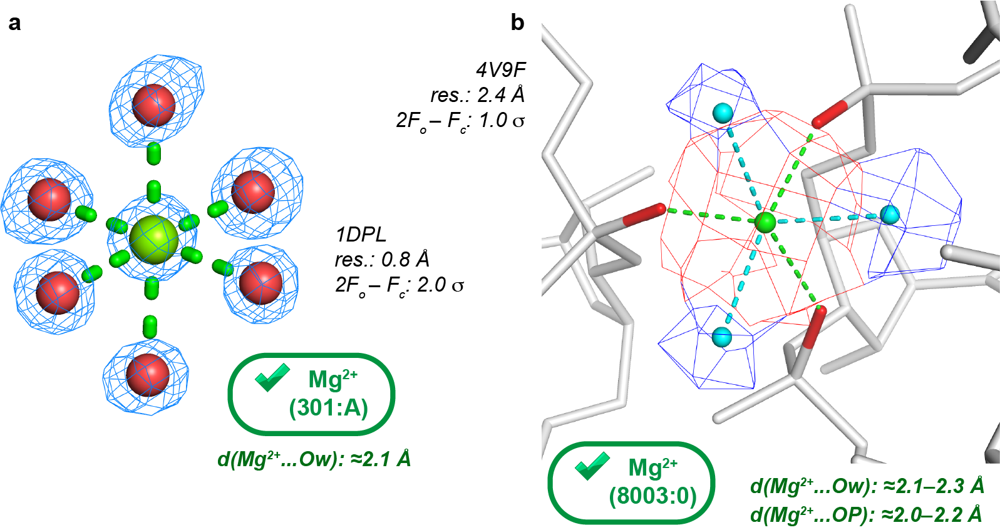 a
1DPL
res.: 0.8 Å
2Fo – Fc: 2.0 σ
Mg2+
(301:A)
d(Mg2+...Ow): ≈2.1 Å
b
4V9F
res.: 2.4 Å
2Fo – Fc: 1.0 σ
Mg2+
(8003:0)
d(Mg2+...Ow): ≈2.1–2.3 Å
d(Mg2+...OP): ≈2.0–2.2 Å